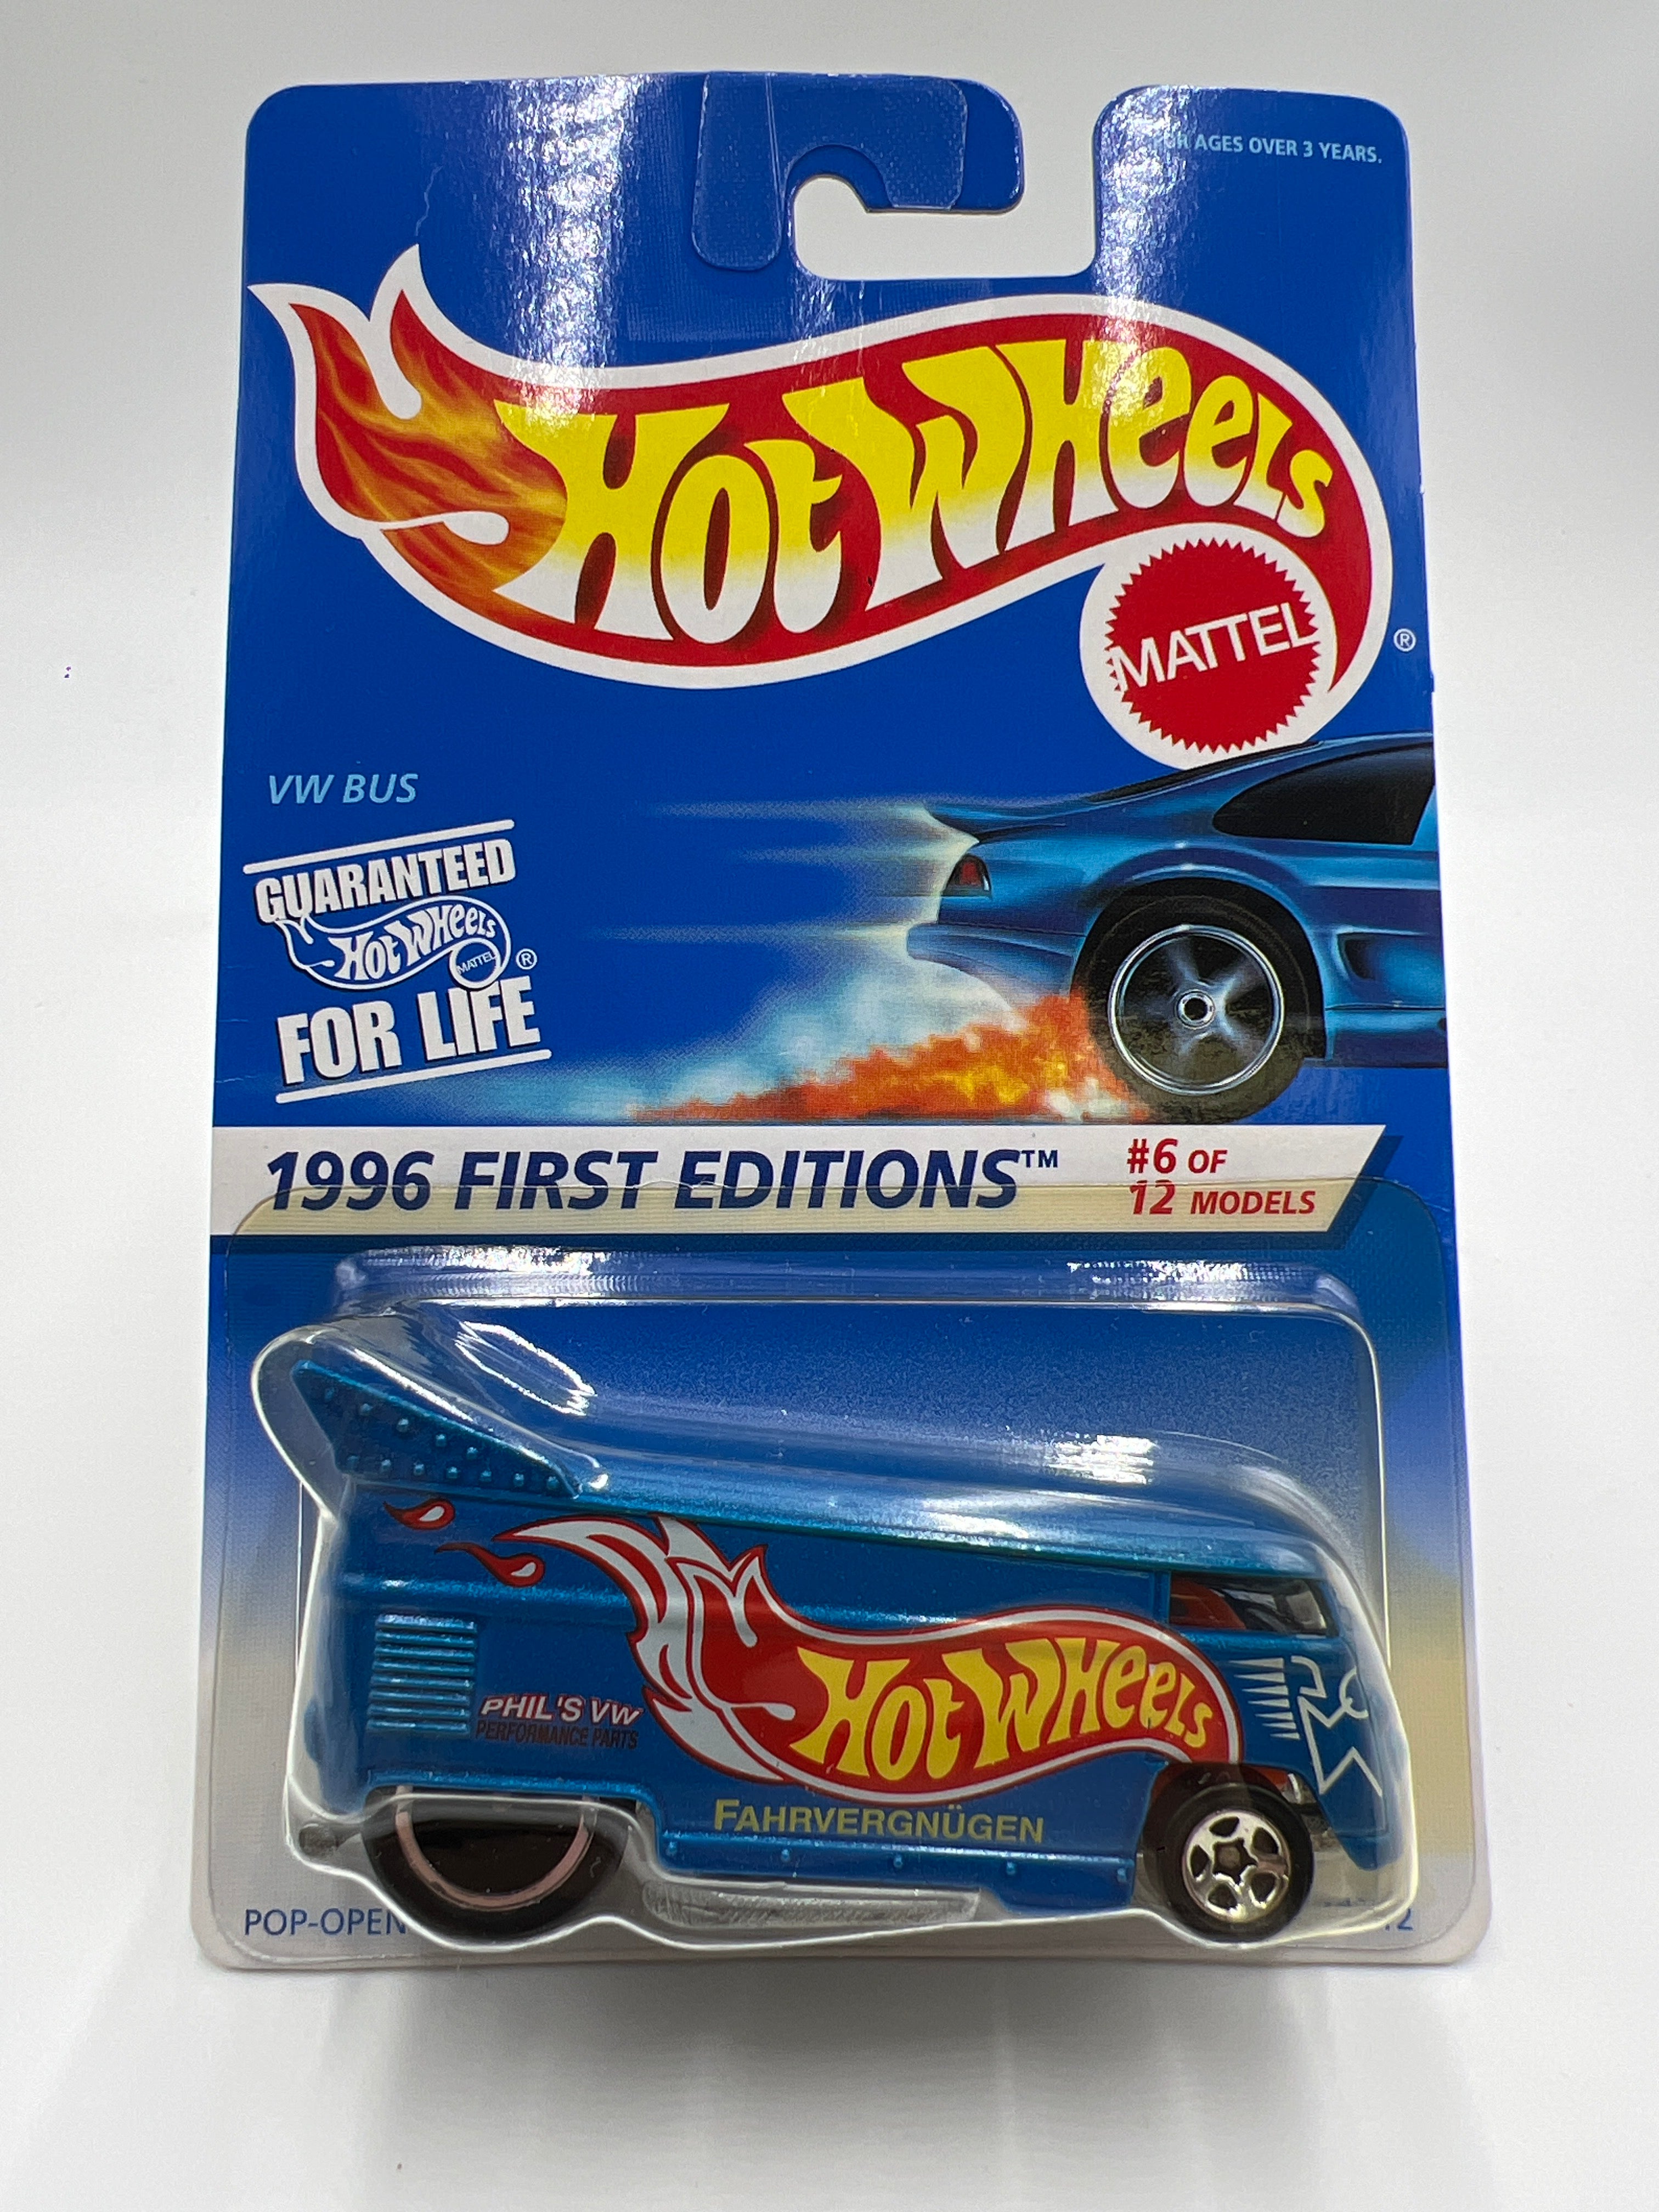 AGES OVER 3 YEARS.
HOT WHEELS
MATTEL
®
VW BUS
GUARANTEED
HOT WHEELS
MATTEL
®
FOR LIFE
1996 FIRST EDITIONS™
#6 OF
12 MODELS
HOT WHEELS
PHIL'S VW
PERFORMANCE PARTS
FAHRVERGNÜGEN
POP-OPEN